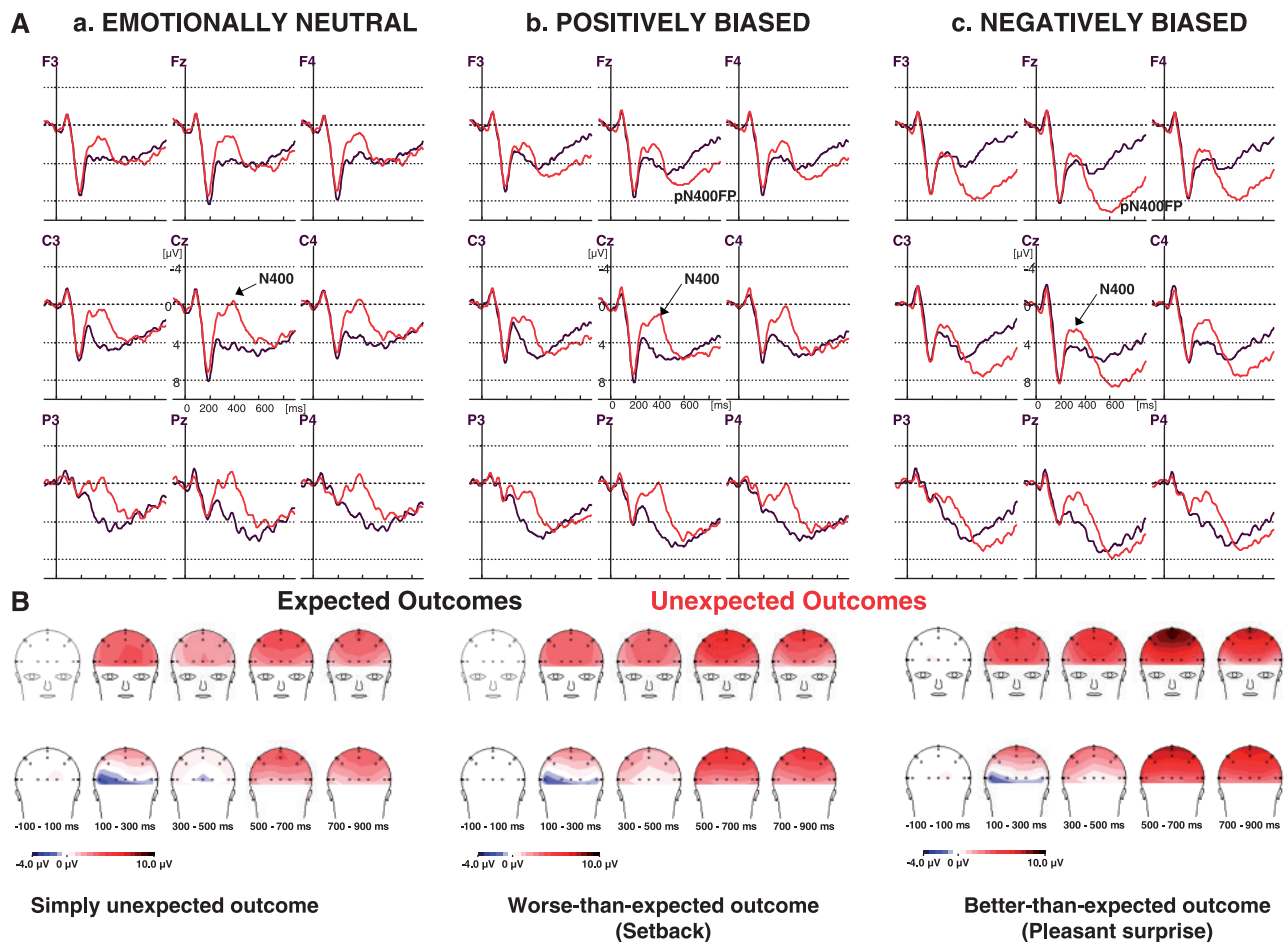 A
a. EMOTIONALLY NEUTRAL
b. POSITIVELY BIASED
c. NEGATIVELY BIASED
F3 Fz F4
F3 Fz F4
F3 Fz F4
pN400FP
pN400FP
C3 Cz C4
C3 Cz C4
C3 Cz C4
[µV]
[µV]
[µV]
-4
-4
-4
N400
N400
N400
0
0
0
4
4
4
8
8
8
0 200 400 600 [ms]
0 200 400 600 [ms]
0 200 400 600 [ms]
P3 Pz P4
P3 Pz P4
P3 Pz P4
B
Expected Outcomes
Unexpected Outcomes
-100 - 100 ms 100 - 300 ms 300 - 500 ms 500 - 700 ms 700 - 900 ms
-100 - 100 ms 100 - 300 ms 300 - 500 ms 500 - 700 ms 700 - 900 ms
-100 - 100 ms 100 - 300 ms 300 - 500 ms 500 - 700 ms 700 - 900 ms
-4.0 µV 0 µV 10.0 µV
-4.0 µV 0 µV 10.0 µV
-4.0 µV 0 µV 10.0 µV
Simply unexpected outcome
Worse-than-expected outcome
(Setback)
Better-than-expected outcome
(Pleasant surprise)